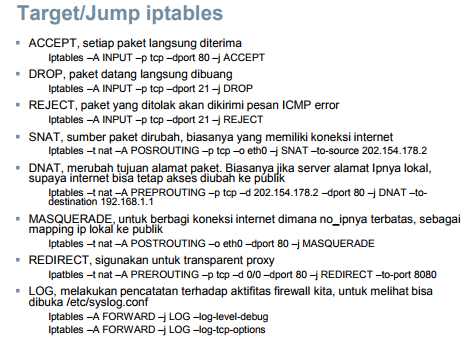 Target/Jump iptables
ACCEPT, setiap paket langsung diterima
Iptables –A INPUT –p tcp –dport 80 –j ACCEPT
DROP, paket datang langsung dibuang
Iptables –A INPUT –p tcp –dport 21 –j DROP
REJECT, paket yang ditolak akan dikirimi pesan ICMP error
Iptables –A INPUT –p tcp –dport 21 –j REJECT
SNAT, sumber paket dirubah, biasanya yang memiliki koneksi internet
Iptables –t nat –A POSROUTING –p tcp –o eth0 –j SNAT –to-source 202.154.178.2
DNAT, merubah tujuan alamat paket. Biasanya jika server alamat Ipnya lokal,
supaya internet bisa tetap akses diubah ke publik
Iptables –t nat –A PREPROUTING –p tcp –d 202.154.178.2 –dport 80 –j DNAT –to-
destination 192.168.1.1
MASQUERADE, untuk berbagi koneksi internet dimana no_ipnya terbatas, sebagai
mapping ip lokal ke publik
Iptables –t nat –A POSTROUTING –o eth0 –dport 80 –j MASQUERADE
REDIRECT, sigunakan untuk transparent proxy
Ipatbles –t nat –A PREROUTING –p tcp –d 0/0 –dport 80 –j REDIRECT –to-port 8080
LOG, melakukan pencatatan terhadap aktifitas firewall kita, untuk melihat bisa
dibuka /etc/syslog.conf
Iptables –A FORWARD –j LOG –log-level-debug
Iptables –A FORWARD –j LOG –log-tcp-options